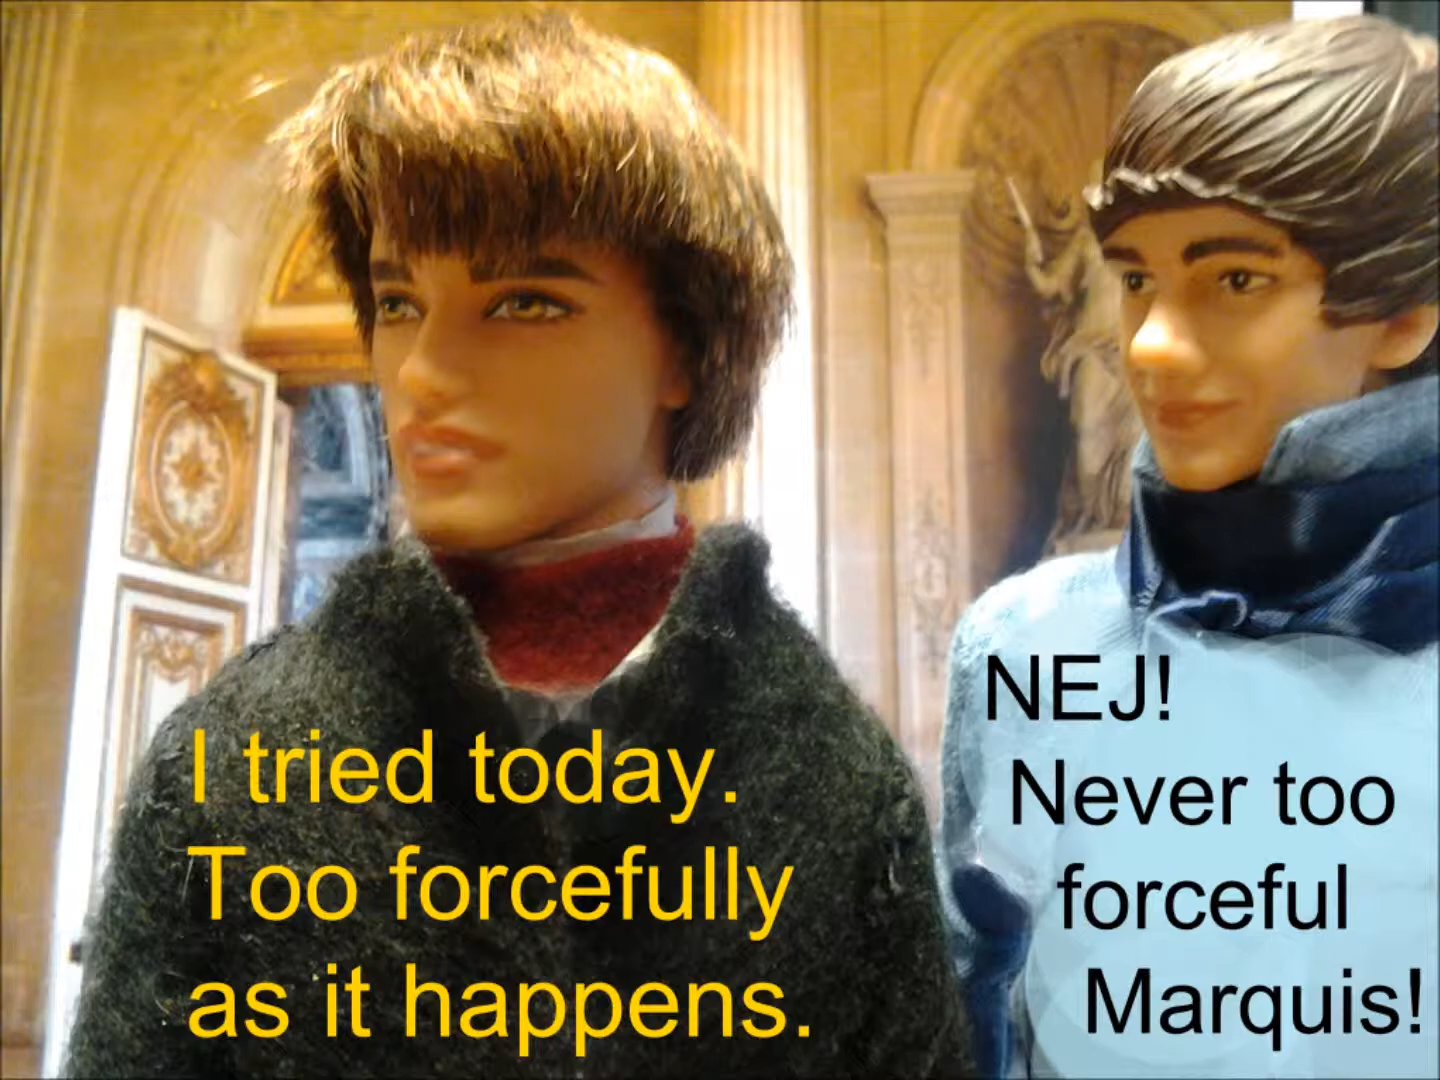 I tried today.
Too forcefully
as it happens.
NEJ!
Never too
forceful
Marquis!